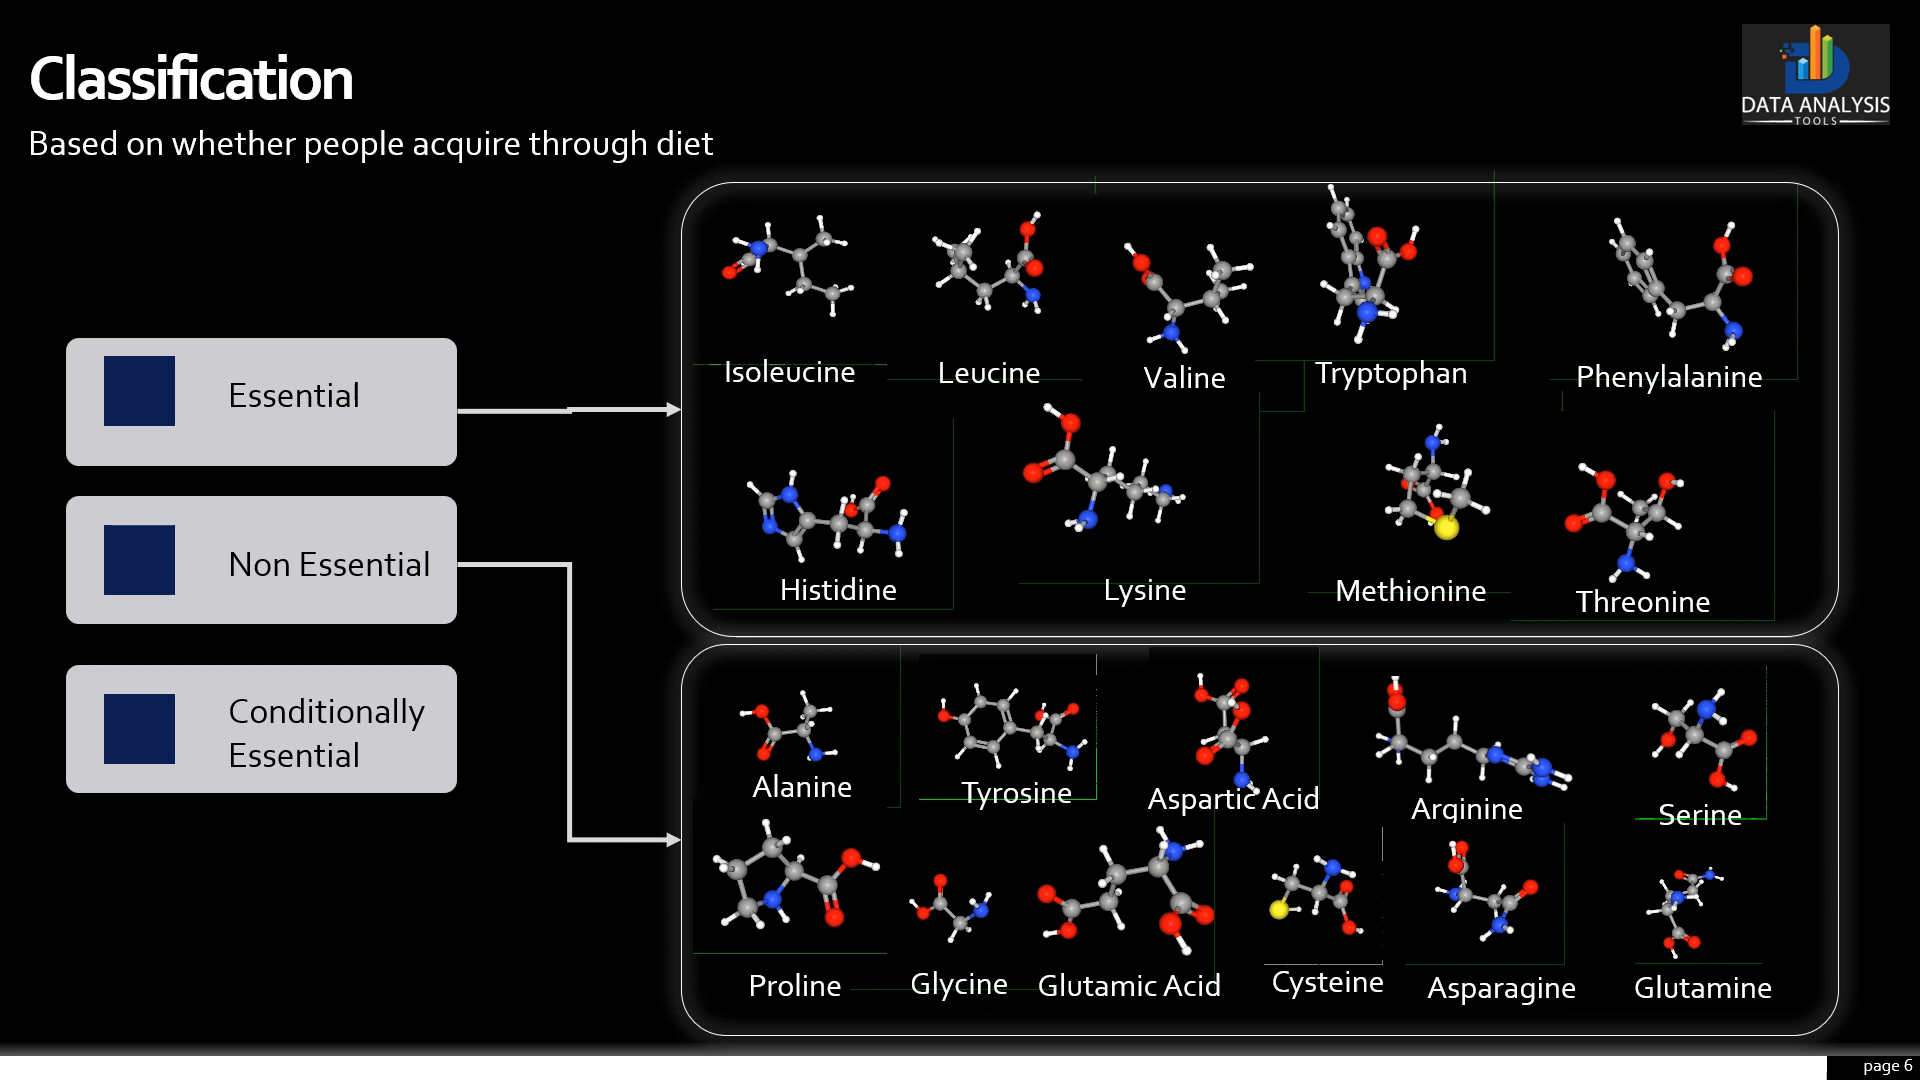 Classification
Based on whether people acquire through diet
DATA ANALYSIS
TOOLS
Essential
Non Essential
Conditionally
Essential
Isoleucine
Leucine
Valine
Tryptophan
Phenylalanine
Histidine
Lysine
Methionine
Threonine
Alanine
Tyrosine
Aspartic Acid
Arginine
Serine
Proline
Glycine
Glutamic Acid
Cysteine
Asparagine
Glutamine
page 6